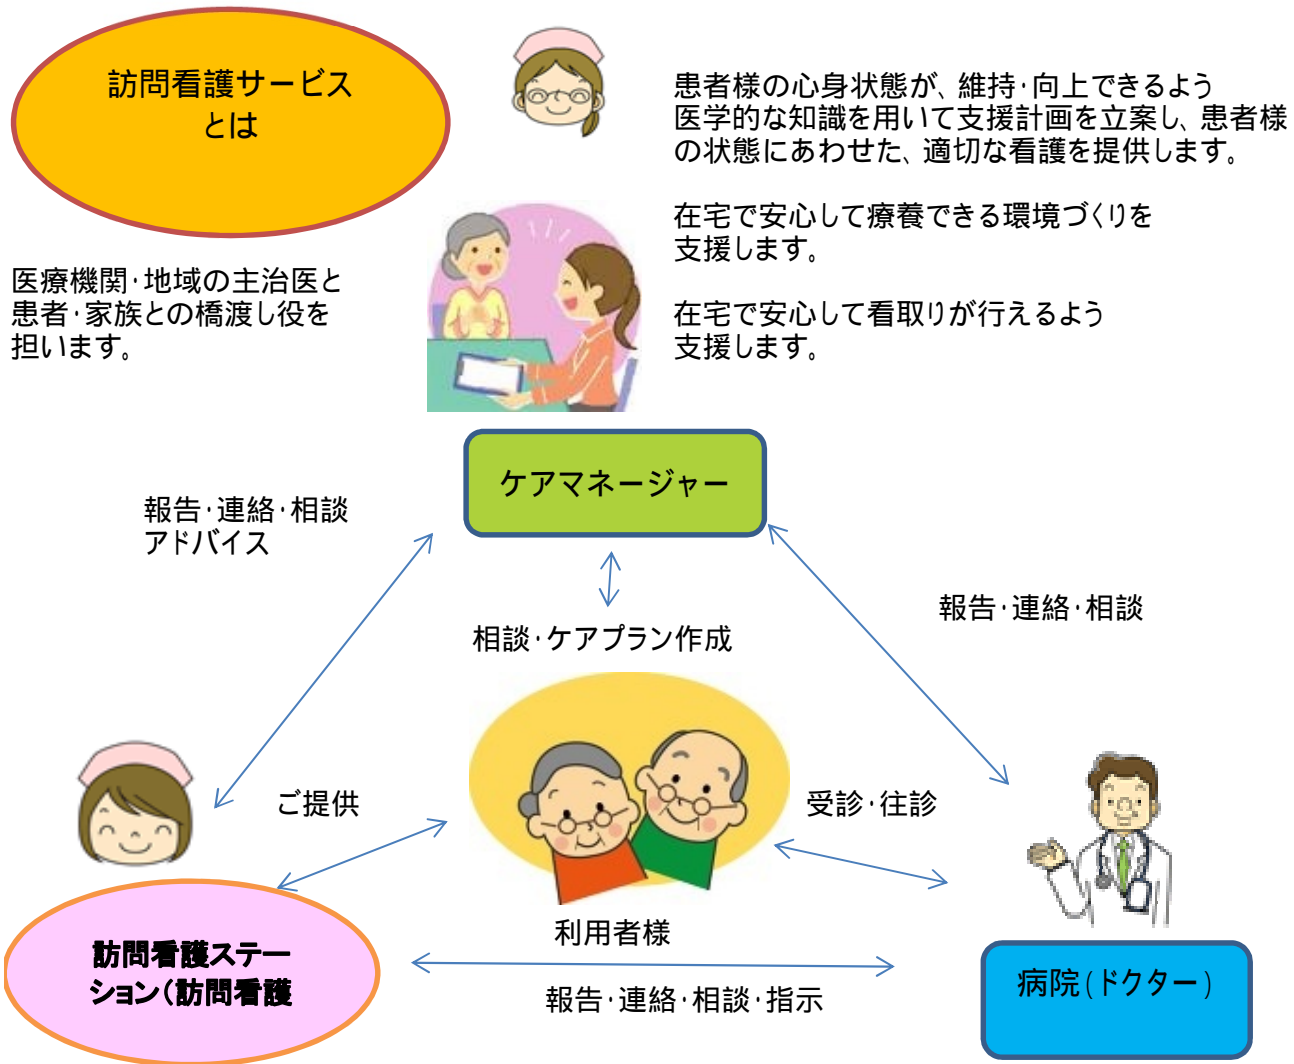 訪問看護サービス
とは
患者様の心身状態が、維持・向上できるよう
医学的な知識を用いて支援計画を立案し、患者様
の状態にあわせた、適切な看護を提供します。
在宅で安心して療養できる環境づくりを
支援します。
在宅で安心して看取りが行えるよう
支援します。
医療機関・地域の主治医と
患者・家族との橋渡し役を
担います。
ケアマネージャー
報告・連絡・相談
アドバイス
報告・連絡・相談
相談・ケアプラン作成
ご提供
受診・往診
利用者様
訪問看護ステー
ション(訪問看護
報告・連絡・相談・指示
病院(ドクター)